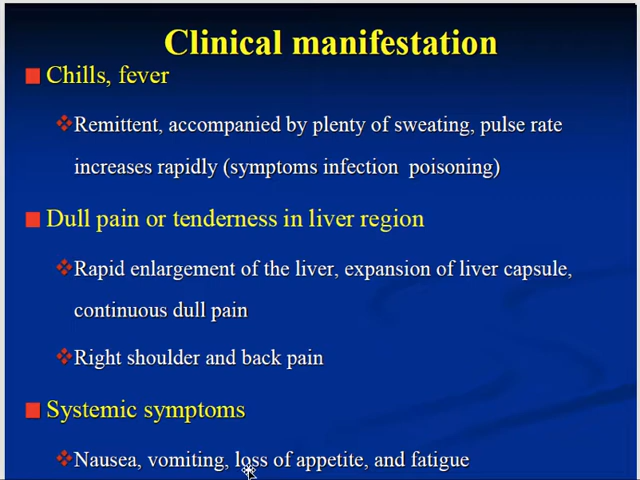 Clinical manifestation
Chills, fever
Remittent, accompanied by plenty of sweating, pulse rate
increases rapidly (symptoms infection poisoning)
Dull pain or tenderness in liver region
Rapid enlargement of the liver, expansion of liver capsule,
continuous dull pain
Right shoulder and back pain
Systemic symptoms
Nausea, vomiting, loss of appetite, and fatigue